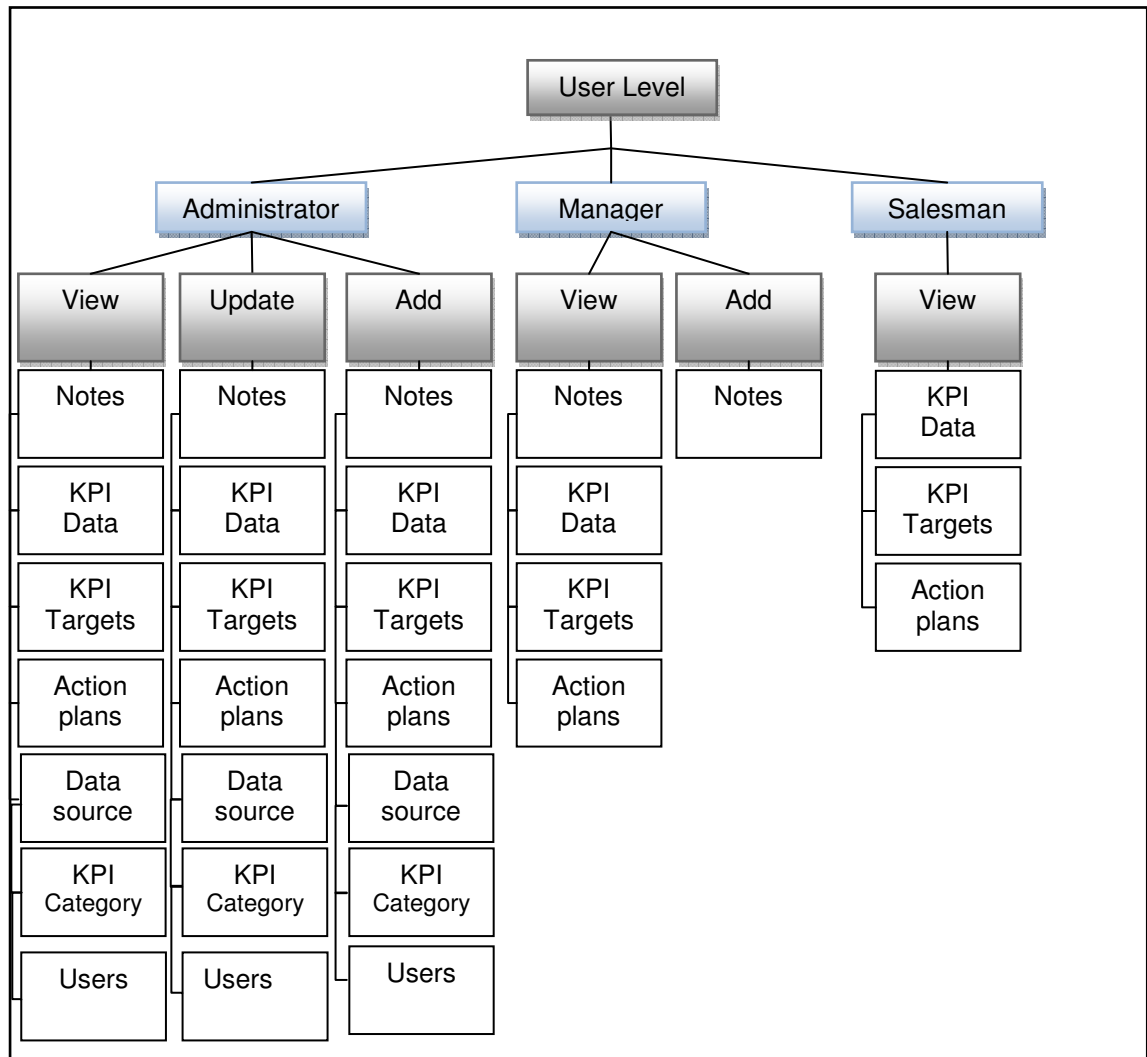 User Level
Administrator
Manager
Salesman
View
Update
Add
View
Add
View
Notes
Notes
Notes
Notes
Notes
KPI
Data
KPI
Data
KPI
Data
KPI
Data
KPI
Data
KPI
Targets
KPI
Targets
KPI
Targets
KPI
Targets
KPI
Targets
Action
plans
Action
plans
Action
plans
Action
plans
Action
plans
Data
source
Data
source
Data
source
KPI
Category
KPI
Category
KPI
Category
Users
Users
Users